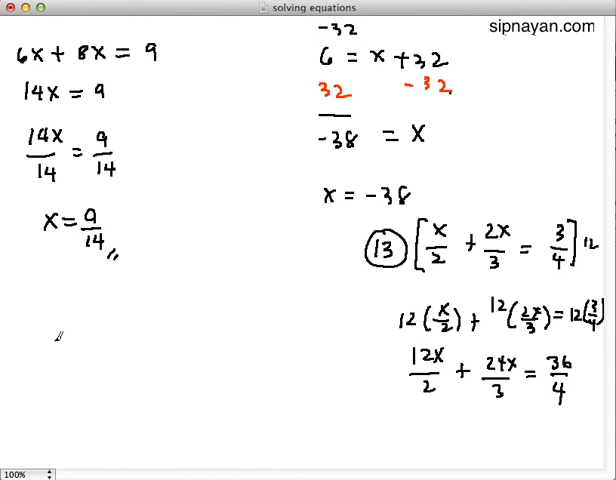 solving equations
sipnayan.com
6x + 8x = 9
14x = 9
14x/14 = 9/14
x = 9/14
-32
6 = x + 32
32 -32
-38 = x
x = -38
13 [x/2 + 2x/3 = 3/4] 12
12(x/2) + 12(2x/3) = 12(3/4)
12x/2 + 24x/3 = 36/4
100%